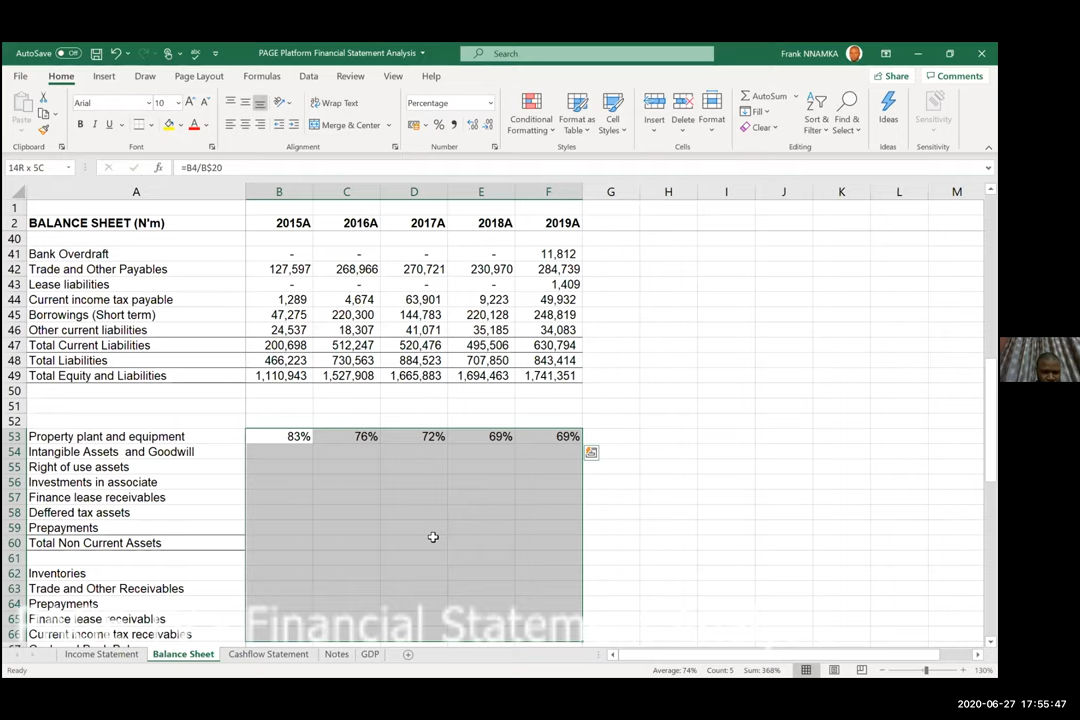 AutoSave Off PAGE Platform Financial Statement Analysis Search Frank NNAMKA
File Home Insert Draw Page Layout Formulas Data Review View Help Share Comments
Paste Arial 10 Wrap Text Percentage AutoSum
B I U Merge & Center Conditional Formatting Format as Table Cell Styles Insert Delete Format Fill Clear Sort & Filter Find & Select Ideas Sensitivity
Clipboard Font Alignment Number Styles Cells Editing Ideas Sensitivity
14R x 5C fx =B4/B$20
A B C D E F G H I J K L M
1
2 BALANCE SHEET (N'm) 2015A 2016A 2017A 2018A 2019A
40
41 Bank Overdraft - - - - 11,812
42 Trade and Other Payables 127,597 268,966 270,721 230,970 284,739
43 Lease liabilities - - - - 1,409
44 Current income tax payable 1,289 4,674 63,901 9,223 49,932
45 Borrowings (Short term) 47,275 220,300 144,783 220,128 248,819
46 Other current liabilities 24,537 18,307 41,071 35,185 34,083
47 Total Current Liabilities 200,698 512,247 520,476 495,506 630,794
48 Total Liabilities 466,223 730,563 884,523 707,850 843,414
49 Total Equity and Liabilities 1,110,943 1,527,908 1,665,883 1,694,463 1,741,351
50
51
52
53 Property plant and equipment 83% 76% 72% 69% 69%
54 Intangible Assets and Goodwill
55 Right of use assets
56 Investments in associate
57 Finance lease receivables
58 Deffered tax assets
59 Prepayments
60 Total Non Current Assets
61
62 Inventories
63 Trade and Other Receivables
64 Prepayments
Financial Statem
65 Finance lease receivables
66 Current income tax receivables
Income Statement Balance Sheet Cashflow Statement Notes GDP
Ready Average: 74% Count: 5 Sum: 368% 130%
2020-06-27 17:55:47